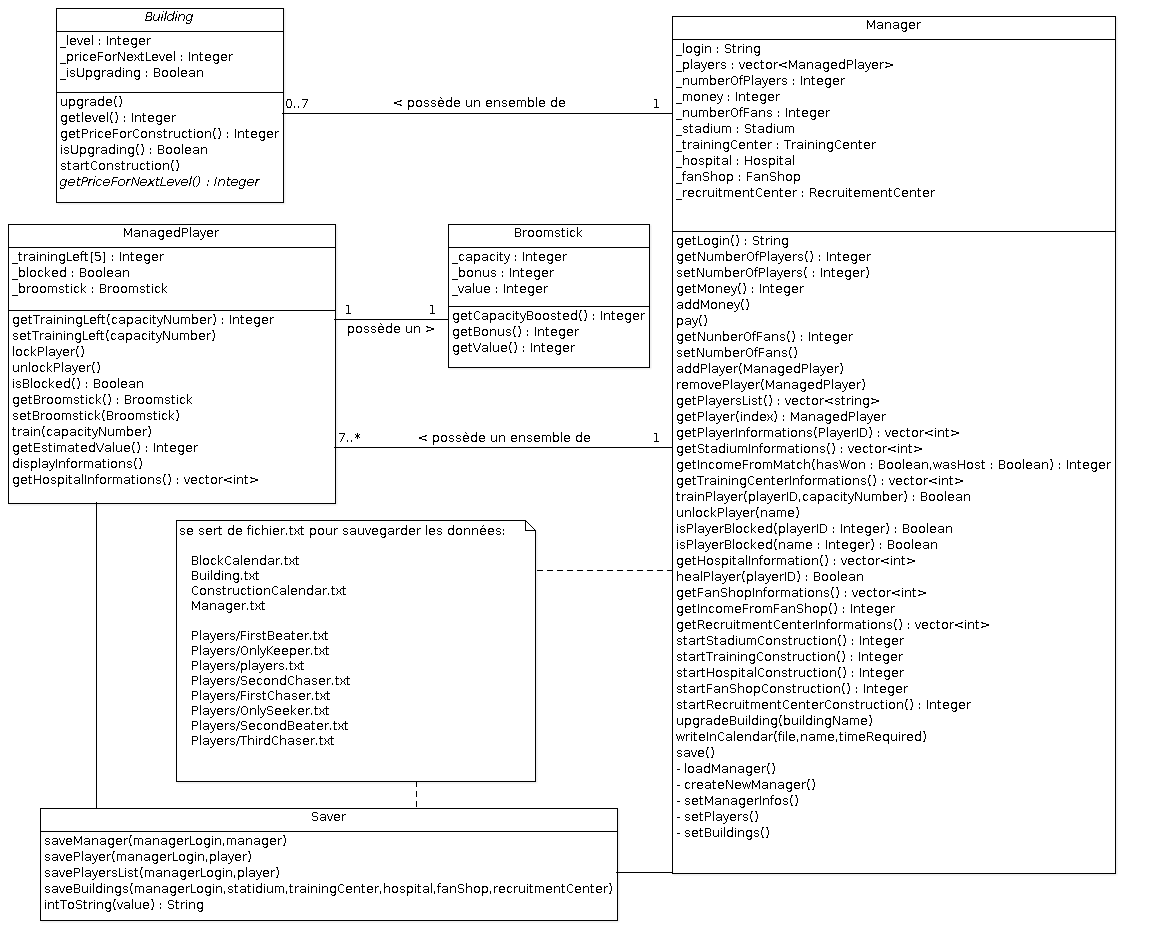 Building
_level : Integer
_priceForNextLevel : Integer
_isUpgrading : Boolean
upgrade()
getlevel() : Integer
getPriceForConstruction() : Integer
isUpgrading() : Boolean
startConstruction()
getPriceForNextLevel() : Integer
0..7
< possède un ensemble de
1
Manager
_login : String
_players : vector<ManagedPlayer>
_numberOfPlayers : Integer
_money : Integer
_numberOfFans : Integer
_stadium : Stadium
_trainingCenter : TrainingCenter
_hospital : Hospital
_fanShop : FanShop
_recruitmentCenter : RecruitementCenter
getLogin() : String
getNumberOfPlayers() : Integer
setNumberOfPlayers( : Integer)
getMoney() : Integer
addMoney()
pay()
getNunberOfFans() : Integer
setNumberOfFans()
addPlayer(ManagedPlayer)
removePlayer(ManagedPlayer)
getPlayersList() : vector<string>
getPlayer(index) : ManagedPlayer
getPlayerInformations(PlayerID) : vector<int>
getStadiumInformations() : vector<int>
getIncomeFromMatch(hasWon : Boolean,wasHost : Boolean) : Integer
getTrainingCenterInformations() : vector<int>
trainPlayer(playerID,capacityNumber) : Boolean
unlockPlayer(name)
isPlayerBlocked(playerID : Integer) : Boolean
isPlayerBlocked(name : Integer) : Boolean
getHospitalInformation() : vector<int>
healPlayer(playerID) : Boolean
getFanShopInformations() : vector<int>
getIncomeFromFanShop() : Integer
getRecruitmentCenterInformations() : vector<int>
startStadiumConstruction() : Integer
startTrainingConstruction() : Integer
startHospitalConstruction() : Integer
startFanShopConstruction() : Integer
startRecruitmentCenterConstruction() : Integer
upgradeBuilding(buildingName)
writeInCalendar(file,name,timeRequired)
save()
- loadManager()
- createNewManager()
- setManagerInfos()
- setPlayers()
- setBuildings()
ManagedPlayer
_trainingLeft[5] : Integer
_blocked : Boolean
_broomstick : Broomstick
getTrainingLeft(capacityNumber) : Integer
setTrainingLeft(capacityNumber)
lockPlayer()
unlockPlayer()
isBlocked() : Boolean
getBroomstick() : Broomstick
setBroomstick(Broomstick)
train(capacityNumber)
getEstimatedValue() : Integer
displayInformations()
getHospitalInformations() : vector<int>
1
1
possède un >
Broomstick
_capacity : Integer
_bonus : Integer
_value : Integer
getCapacityBoosted() : Integer
getBonus() : Integer
getValue() : Integer
7..*
< possède un ensemble de
1
se sert de fichier.txt pour sauvegarder les données:
BlockCalendar.txt
Building.txt
ConstructionCalendar.txt
Manager.txt
Players/FirstBeater.txt
Players/OnlyKeeper.txt
Players/players.txt
Players/SecondChaser.txt
Players/FirstChaser.txt
Players/OnlySeeker.txt
Players/SecondBeater.txt
Players/ThirdChaser.txt
Saver
saveManager(managerLogin,manager)
savePlayer(managerLogin,player)
savePlayersList(managerLogin,player)
saveBuildings(managerLogin,statidium,trainingCenter,hospital,fanShop,recruitmentCenter)
intToString(value) : String